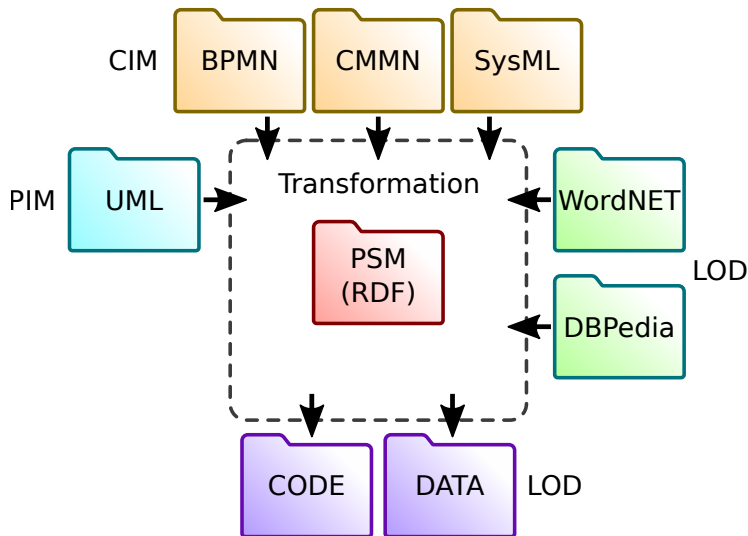 CIM
BPMN
CMMN
SysML
Transformation
PIM
UML
WordNET
PSM
(RDF)
LOD
DBPedia
CODE
DATA
LOD